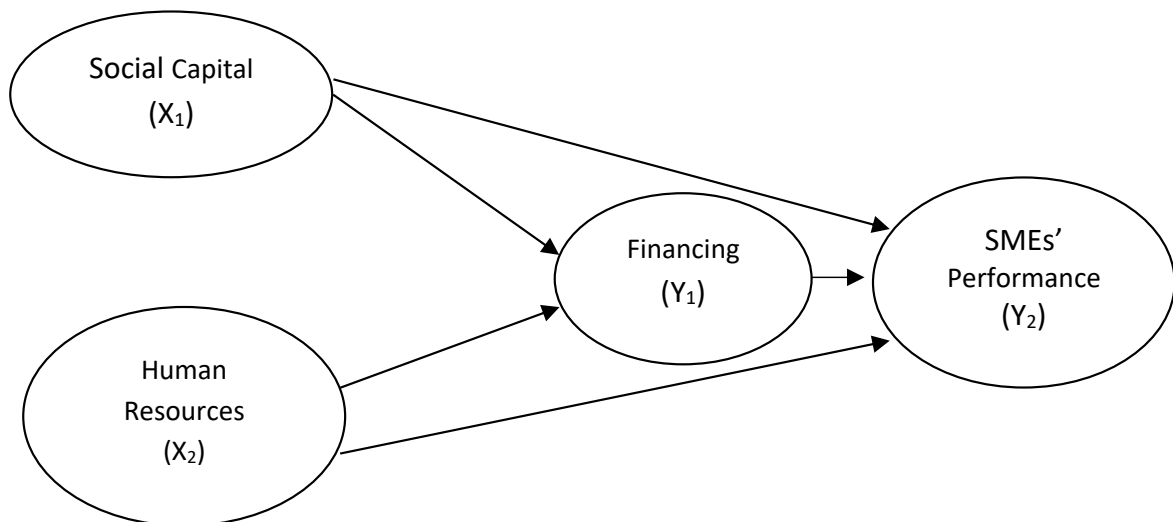 Social Capital
(X₁)
Financing
(Y₁)
SMEs’
Performance
(Y₂)
Human
Resources
(X₂)